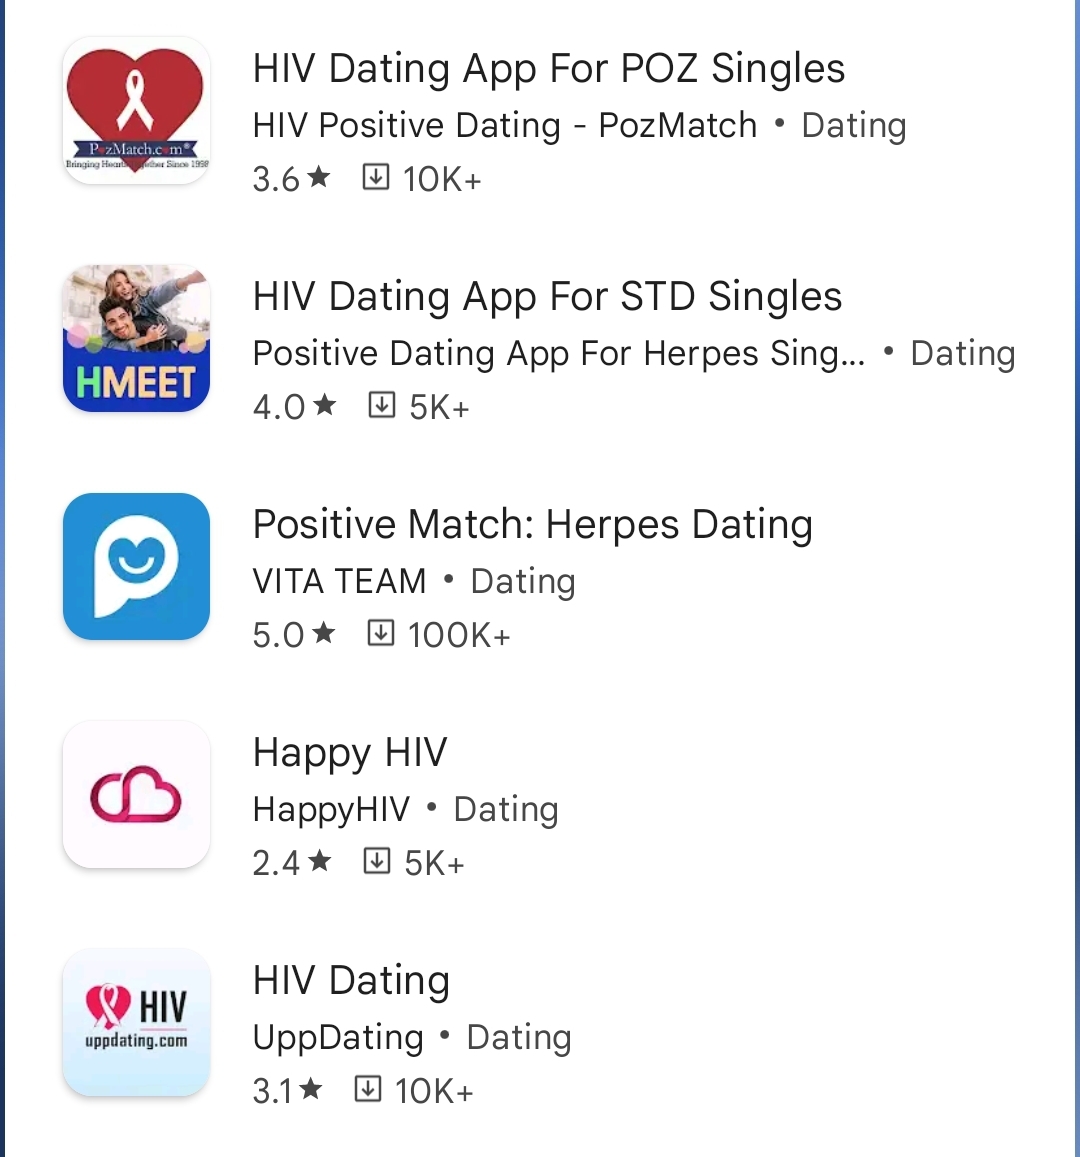 PozMatch.com®
Bringing Hearts Together Since 1998
HIV Dating App For POZ Singles
HIV Positive Dating - PozMatch • Dating
3.6★ 10K+
HMEET
HIV Dating App For STD Singles
Positive Dating App For Herpes Sing... • Dating
4.0★ 5K+
Positive Match: Herpes Dating
VITA TEAM • Dating
5.0★ 100K+
Happy HIV
HappyHIV • Dating
2.4★ 5K+
HIV
uppdating.com
HIV Dating
UppDating • Dating
3.1★ 10K+